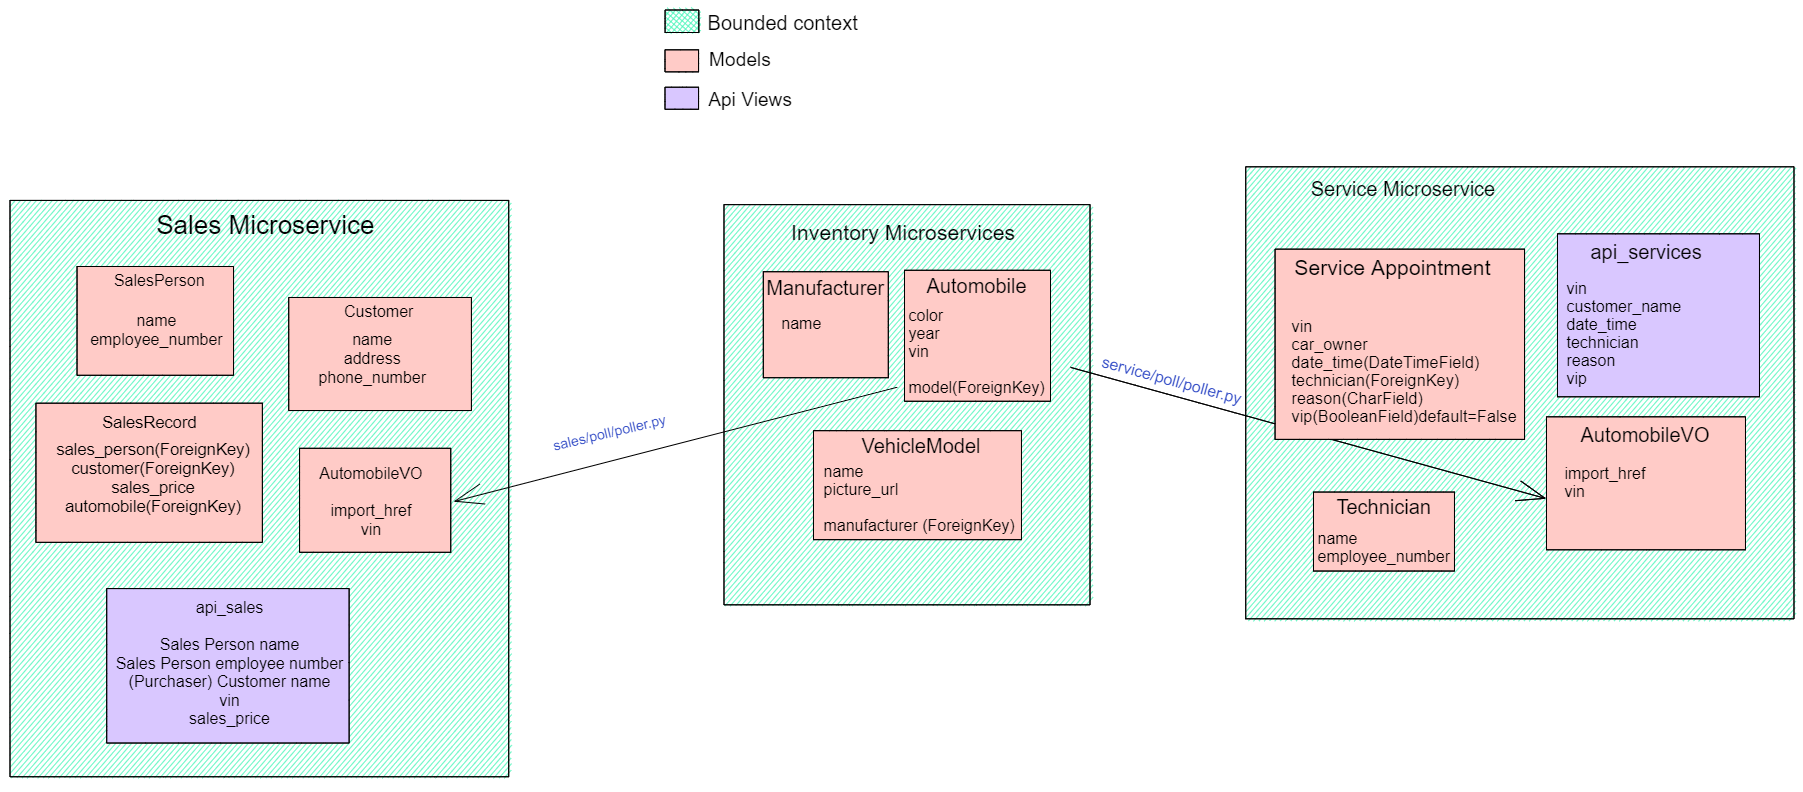 Bounded context
Models
Api Views
Sales Microservice
SalesPerson
name
employee_number
Customer
name
address
phone_number
SalesRecord
sales_person(ForeignKey)
customer(ForeignKey)
sales_price
automobile(ForeignKey)
AutomobileVO
import_href
vin
api_sales
Sales Person name
Sales Person employee number
(Purchaser) Customer name
vin
sales_price
sales/poll/poller.py
Inventory Microservices
Manufacturer
name
Automobile
color
year
vin
model(ForeignKey)
VehicleModel
name
picture_url
manufacturer (ForeignKey)
service/poll/poller.py
Service Microservice
Service Appointment
vin
car_owner
date_time(DateTimeField)
technician(ForeignKey)
reason(CharField)
vip(BooleanField)default=False
api_services
vin
customer_name
date_time
technician
reason
vip
AutomobileVO
import_href
vin
Technician
name
employee_number